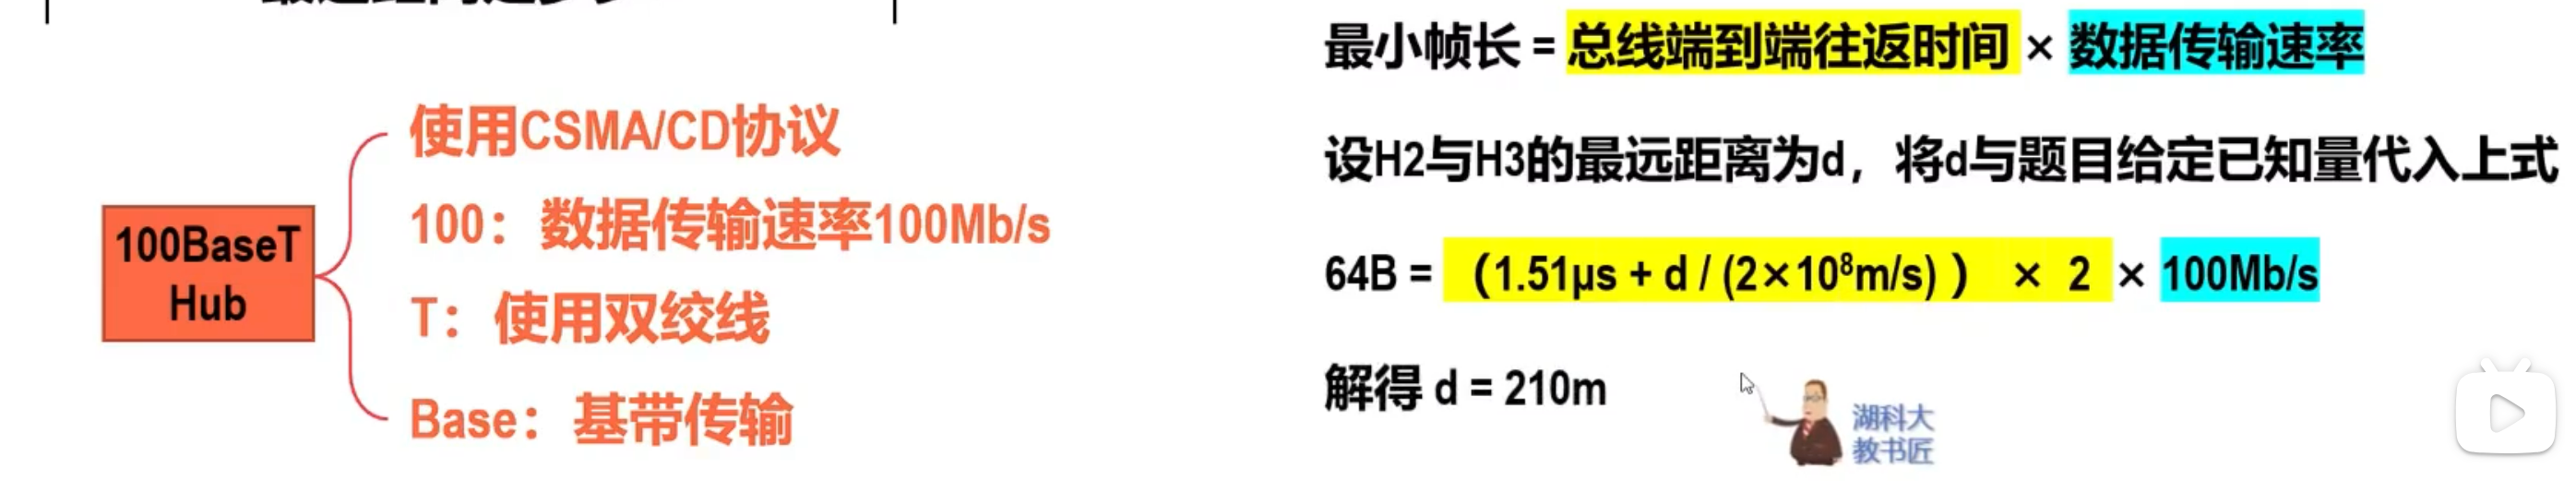 使用CSMA/CD协议
100：数据传输速率100Mb/s
100BaseT
Hub
T：使用双绞线
Base：基带传输
最小帧长 = 总线端到端往返时间 × 数据传输速率
设H2与H3的最远距离为d，将d与题目给定已知量代入上式
64B = （1.51μs + d / (2×10⁸m/s)） × 2 × 100Mb/s
解得 d = 210m
湖科大
教书匠